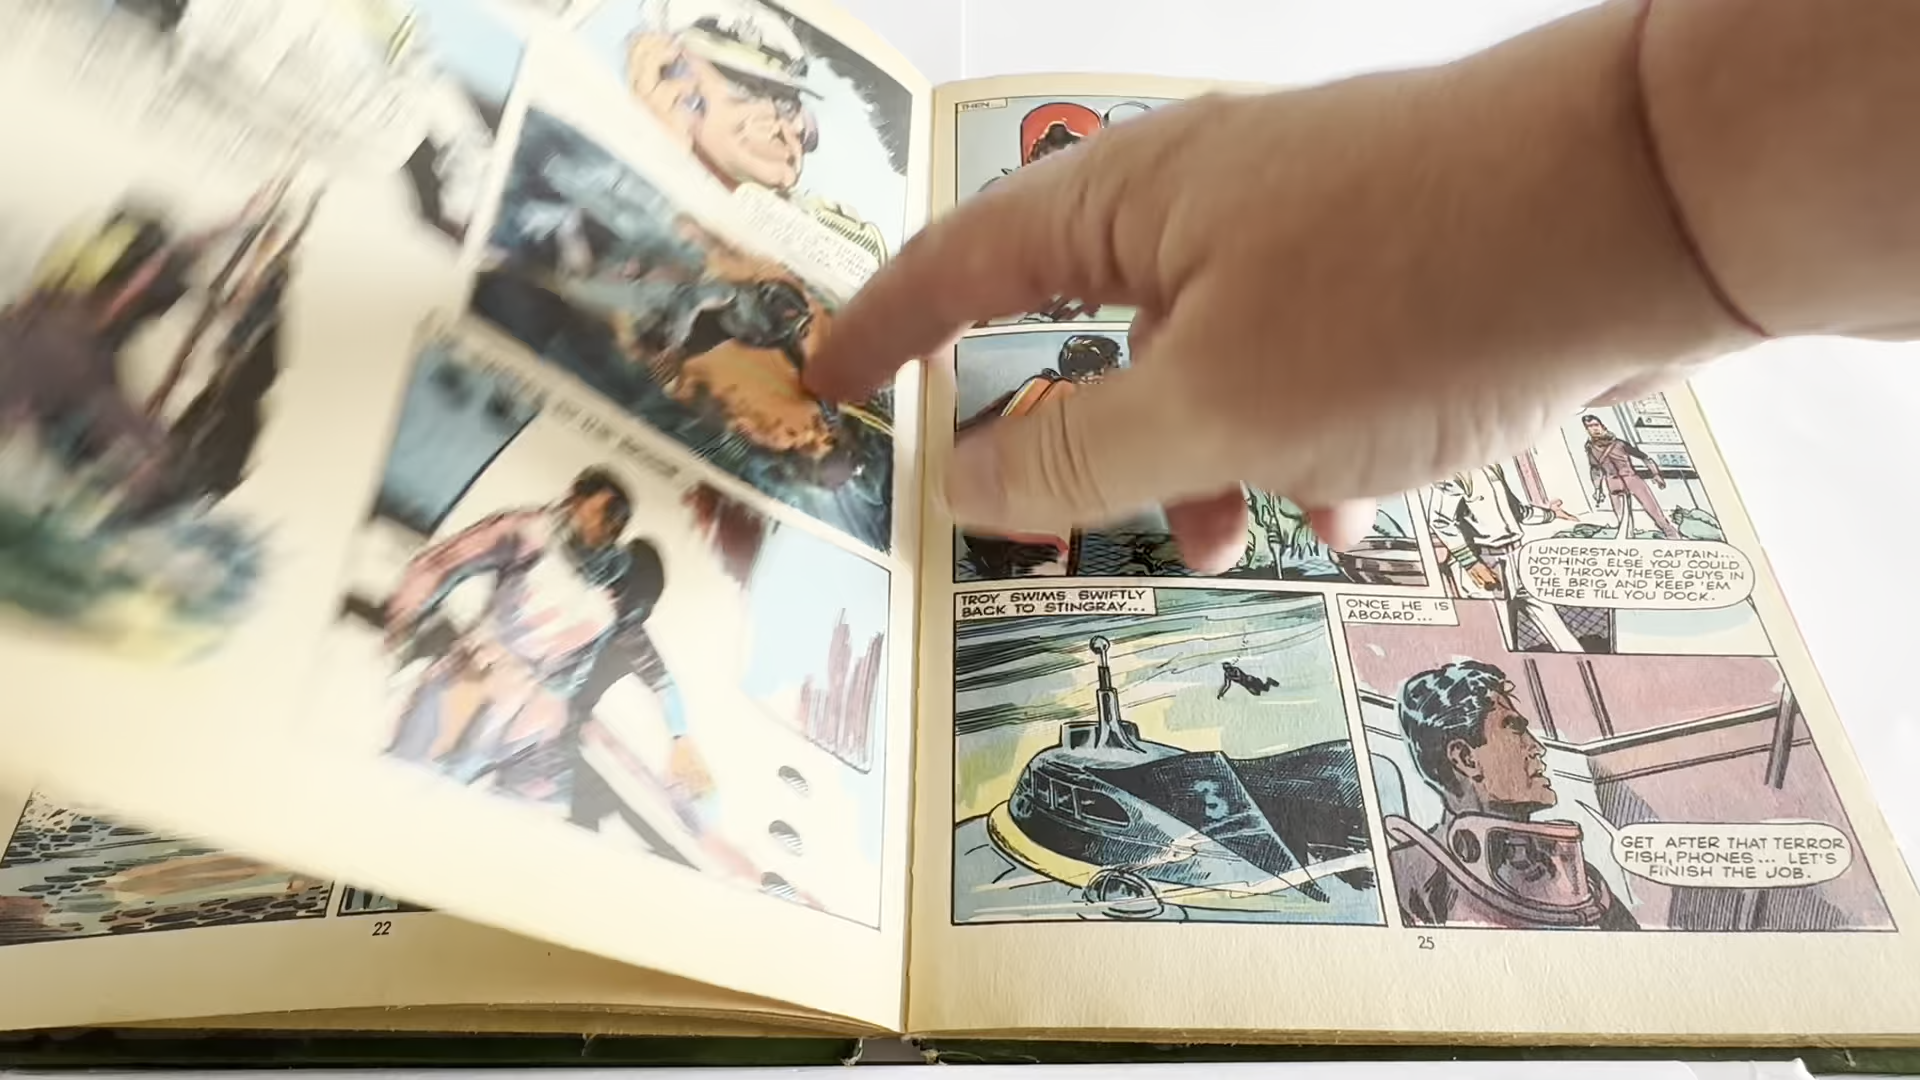 THEN...
I UNDERSTAND, CAPTAIN...
NOTHING ELSE YOU COULD
DO. THROW THESE GUYS IN
THE BRIG AND KEEP 'EM
THERE TILL YOU DOCK.
TROY SWIMS SWIFTLY
BACK TO STINGRAY...
3
ONCE HE IS
ABOARD...
GET AFTER THAT TERROR
FISH, PHONES... LET'S
FINISH THE JOB.
22
25